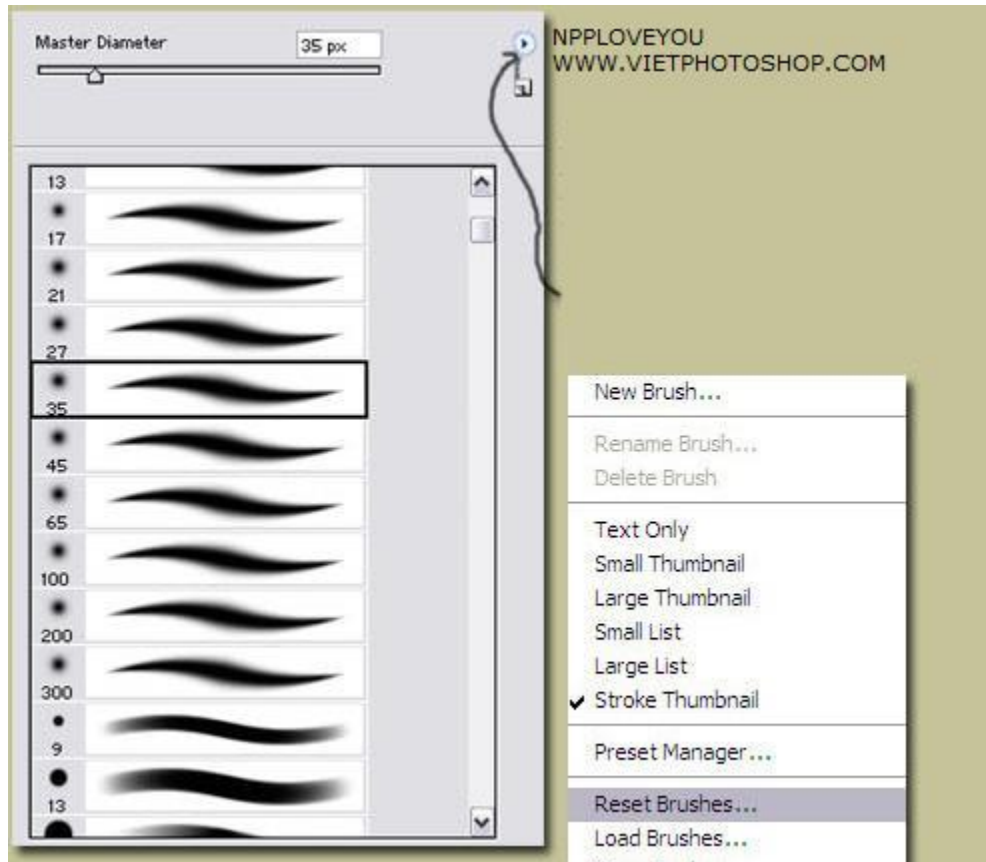 Master Diameter
35 px
NPPLOVEYOU
WWW.VIETPHOTOSHOP.COM
13
17
21
27
35
45
65
100
200
300
9
13
New Brush...
Rename Brush...
Delete Brush
Text Only
Small Thumbnail
Large Thumbnail
Small List
Large List
Stroke Thumbnail
Preset Manager...
Reset Brushes...
Load Brushes...